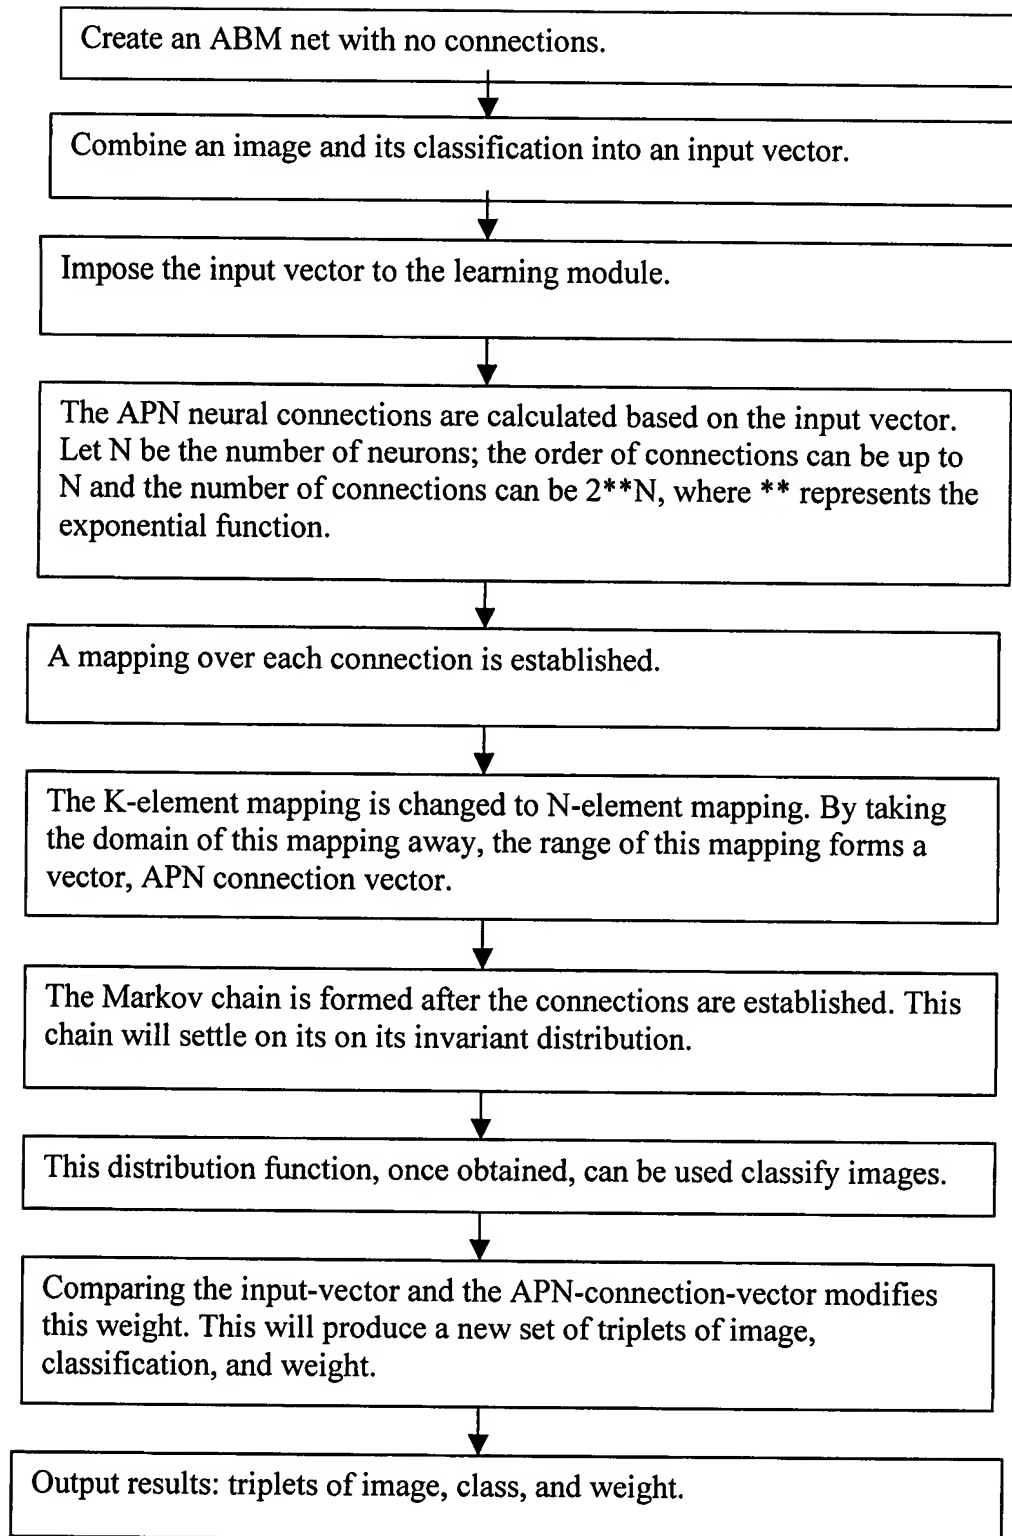 Create an ABM net with no connections.
Combine an image and its classification into an input vector.
Impose the input vector to the learning module.
The APN neural connections are calculated based on the input vector.
Let N be the number of neurons; the order of connections can be up to
N and the number of connections can be 2**N, where ** represents the
exponential function.
A mapping over each connection is established.
The K-element mapping is changed to N-element mapping. By taking
the domain of this mapping away, the range of this mapping forms a
vector, APN connection vector.
The Markov chain is formed after the connections are established. This
chain will settle on its on its invariant distribution.
This distribution function, once obtained, can be used classify images.
Comparing the input-vector and the APN-connection-vector modifies
this weight. This will produce a new set of triplets of image,
classification, and weight.
Output results: triplets of image, class, and weight.